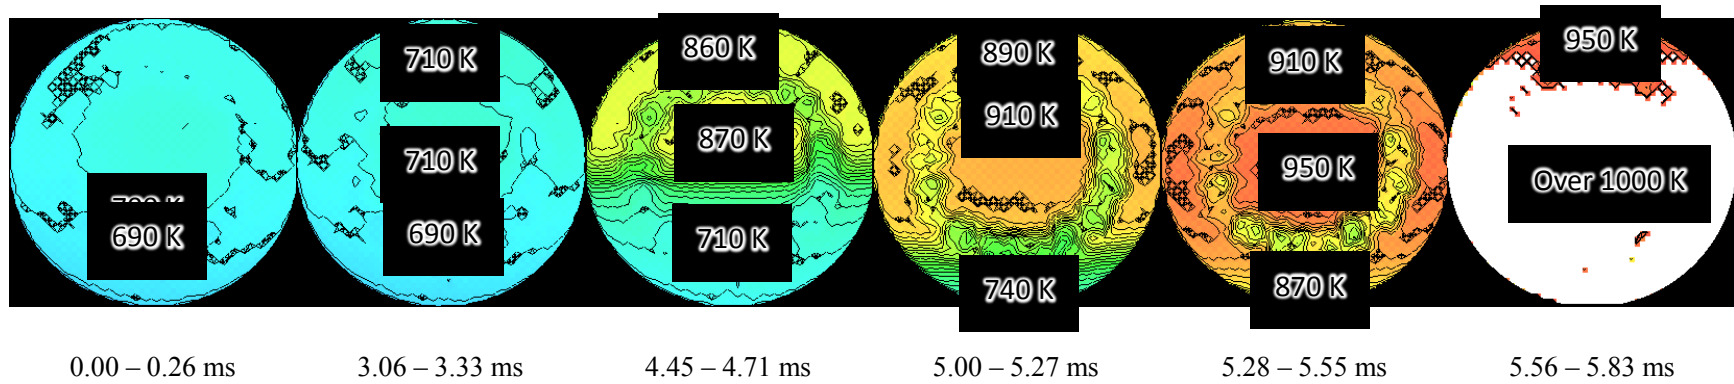 690 K
710 K
710 K
690 K
860 K
870 K
710 K
890 K
910 K
740 K
910 K
950 K
870 K
950 K
Over 1000 K
0.00 – 0.26 ms
3.06 – 3.33 ms
4.45 – 4.71 ms
5.00 – 5.27 ms
5.28 – 5.55 ms
5.56 – 5.83 ms